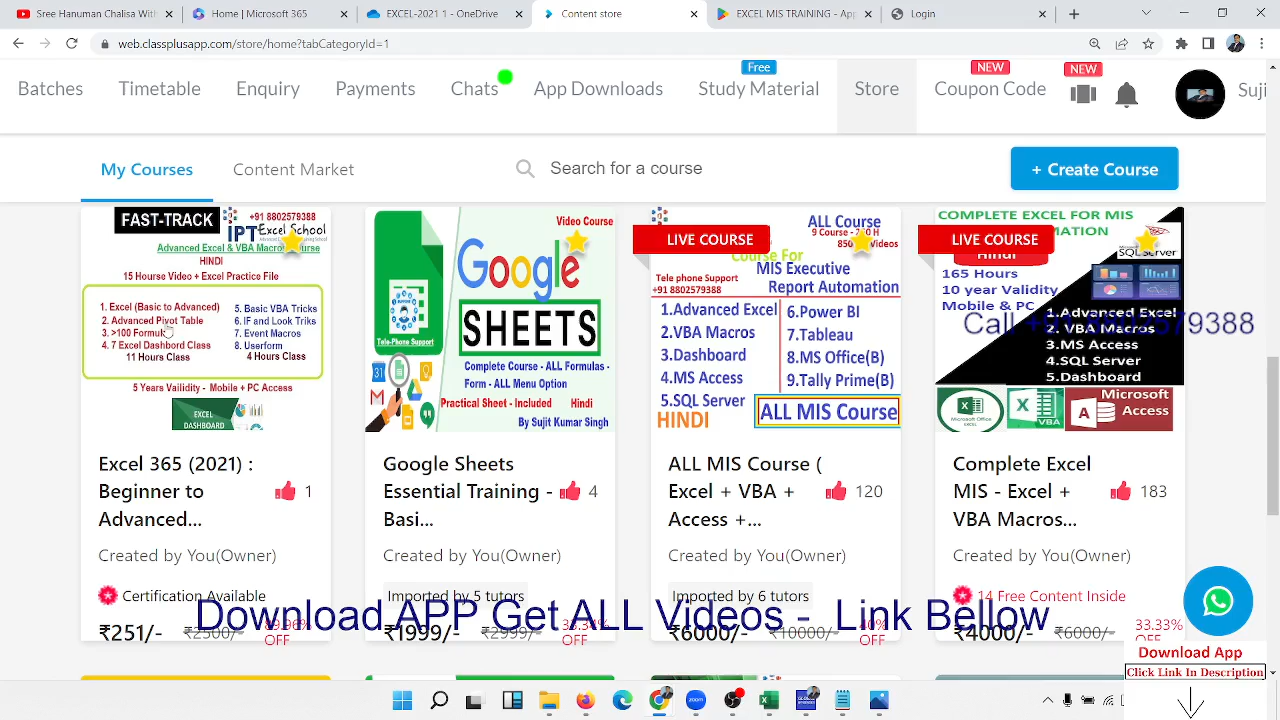 Sree Hanuman Chalisa With
Home | Microsoft 365
EXCEL-2021 1 - OneDrive
Content store
EXCEL MIS TRAINING - App
Login
web.classplusapp.com/store/home?tabCategoryId=1
Batches
Timetable
Enquiry
Payments
Chats
App Downloads
Free
Study Material
Store
NEW
Coupon Code
NEW
Suji
My Courses
Content Market
Search for a course
+ Create Course
FAST-TRACK
IPT Excel School
+91 8802579388
Advanced Excel & VBA Macros Course
HINDI
15 Hourse Video + Excel Practice File
1. Excel (Basic to Advanced)
2. Advanced Pivot Table
3. >100 Formula
4. 7 Excel Dashbord Class
11 Hours Class
5. Basic VBA Tricks
6. IF and Look Triks
7. Event Macros
8. Userform
4 Hours Class
5 Years Vailidity - Mobile + PC Access
EXCEL
DASHBOARD
Excel 365 (2021) :
Beginner to
Advanced...
1
Created by You(Owner)
Certification Available
₹251/-
₹2500/-
OFF
Video Course
Google
SHEETS
Tele-Phone Support
Complete Course - ALL Formulas -
Form - ALL Menu Option
Practical Sheet - Included Hindi
By Sujit Kumar Singh
Google Sheets
Essential Training -
Basi...
4
Created by You(Owner)
Imported by 5 tutors
₹1999/-
₹2999/-
OFF
LIVE COURSE
ALL Course
Course For
MIS Executive
Report Automation
Tele phone Support
+91 8802579388
1.Advanced Excel
2.VBA Macros
3.Dashboard
4.MS Access
5.SQL Server
6.Power BI
7.Tableau
8.MS Office(B)
9.Tally Prime(B)
HINDI
ALL MIS Course
ALL MIS Course (
Excel + VBA +
Access +...
120
Created by You(Owner)
Imported by 6 tutors
₹6000/-
₹10000/-
40%
OFF
LIVE COURSE
COMPLETE EXCEL FOR MIS
SQL Server
Hindi
165 Hours
10 year Validity
Mobile & PC
1.Advanced Excel
2. VBA Macros
3.MS Access
4.SQL Server
5.Dashboard
Microsoft Office
VBA
Microsoft
Access
Complete Excel
MIS - Excel +
VBA Macros...
183
Created by You(Owner)
14 Free Content Inside
₹4000/-
₹6000/-
33.33%
OFF
Download APP Get ALL Videos - Link Bellow
Download App
Click Link In Description
zoom